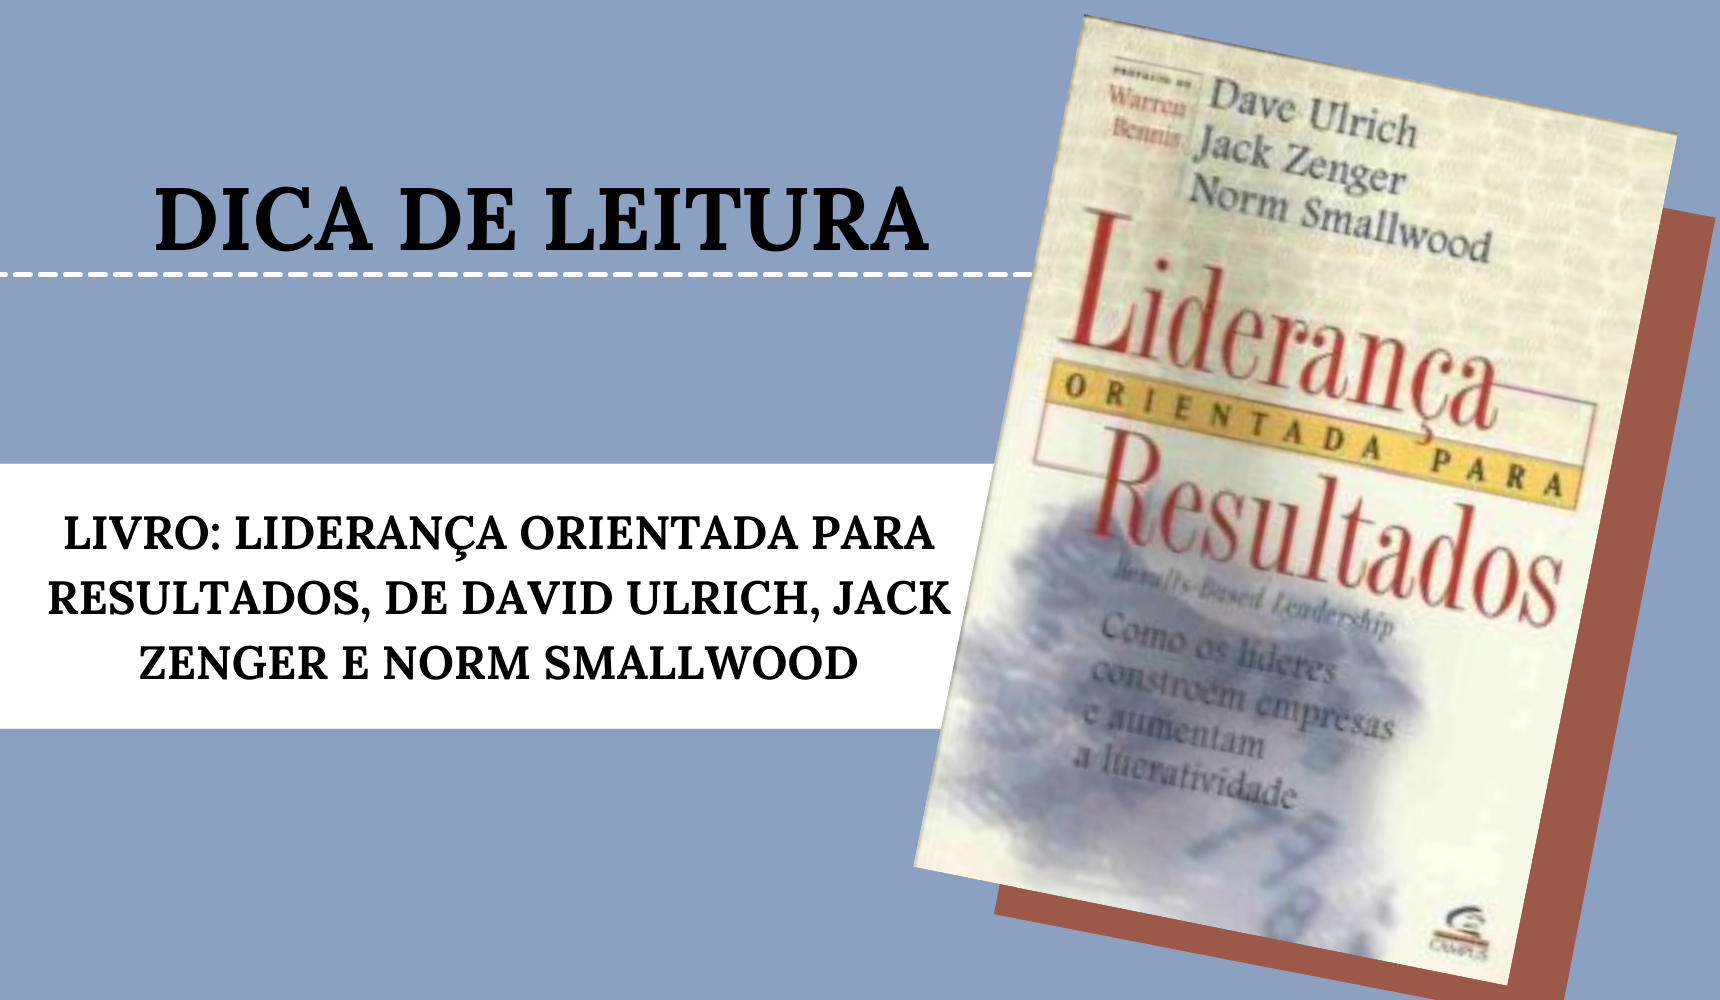 DICA DE LEITURA
LIVRO: LIDERANÇA ORIENTADA PARA
RESULTADOS, DE DAVID ULRICH, JACK
ZENGER E NORM SMALLWOOD
PREFÁCIO DE
Warren
Bennis
Dave Ulrich
Jack Zenger
Norm Smallwood
Liderança
ORIENTADA PARA
Resultados
Results-Based Leadership
Como os líderes
constroem empresas
e aumentam
a lucratividade
CAMPUS